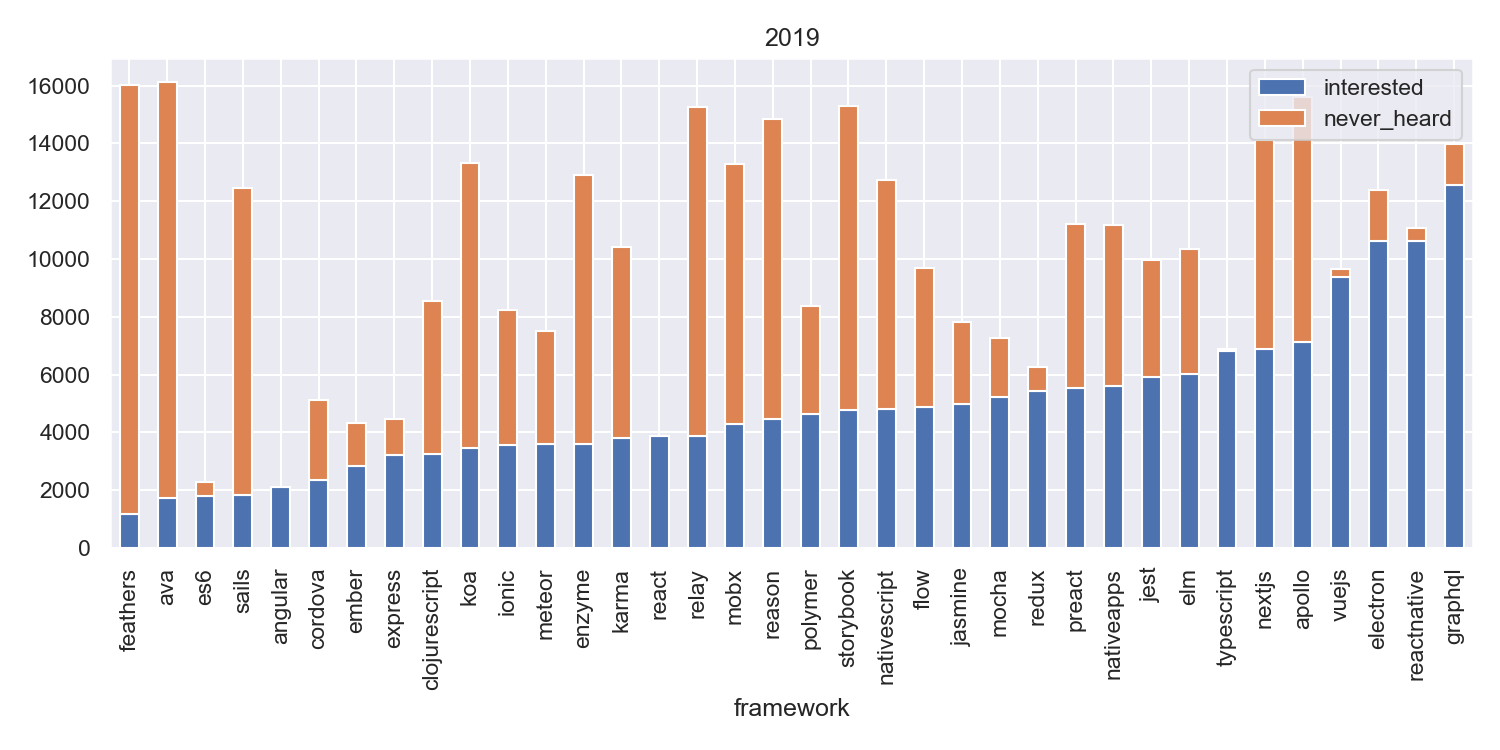 2019
interested
never_heard
16000
14000
12000
10000
8000
6000
4000
2000
0
feathers
ava
es6
sails
angular
cordova
ember
express
clojurescript
koa
ionic
meteor
enzyme
karma
react
relay
mobx
reason
polymer
storybook
nativescript
flow
jasmine
mocha
redux
preact
nativeapps
jest
elm
typescript
nextjs
apollo
vuejs
electron
reactnative
graphql
framework